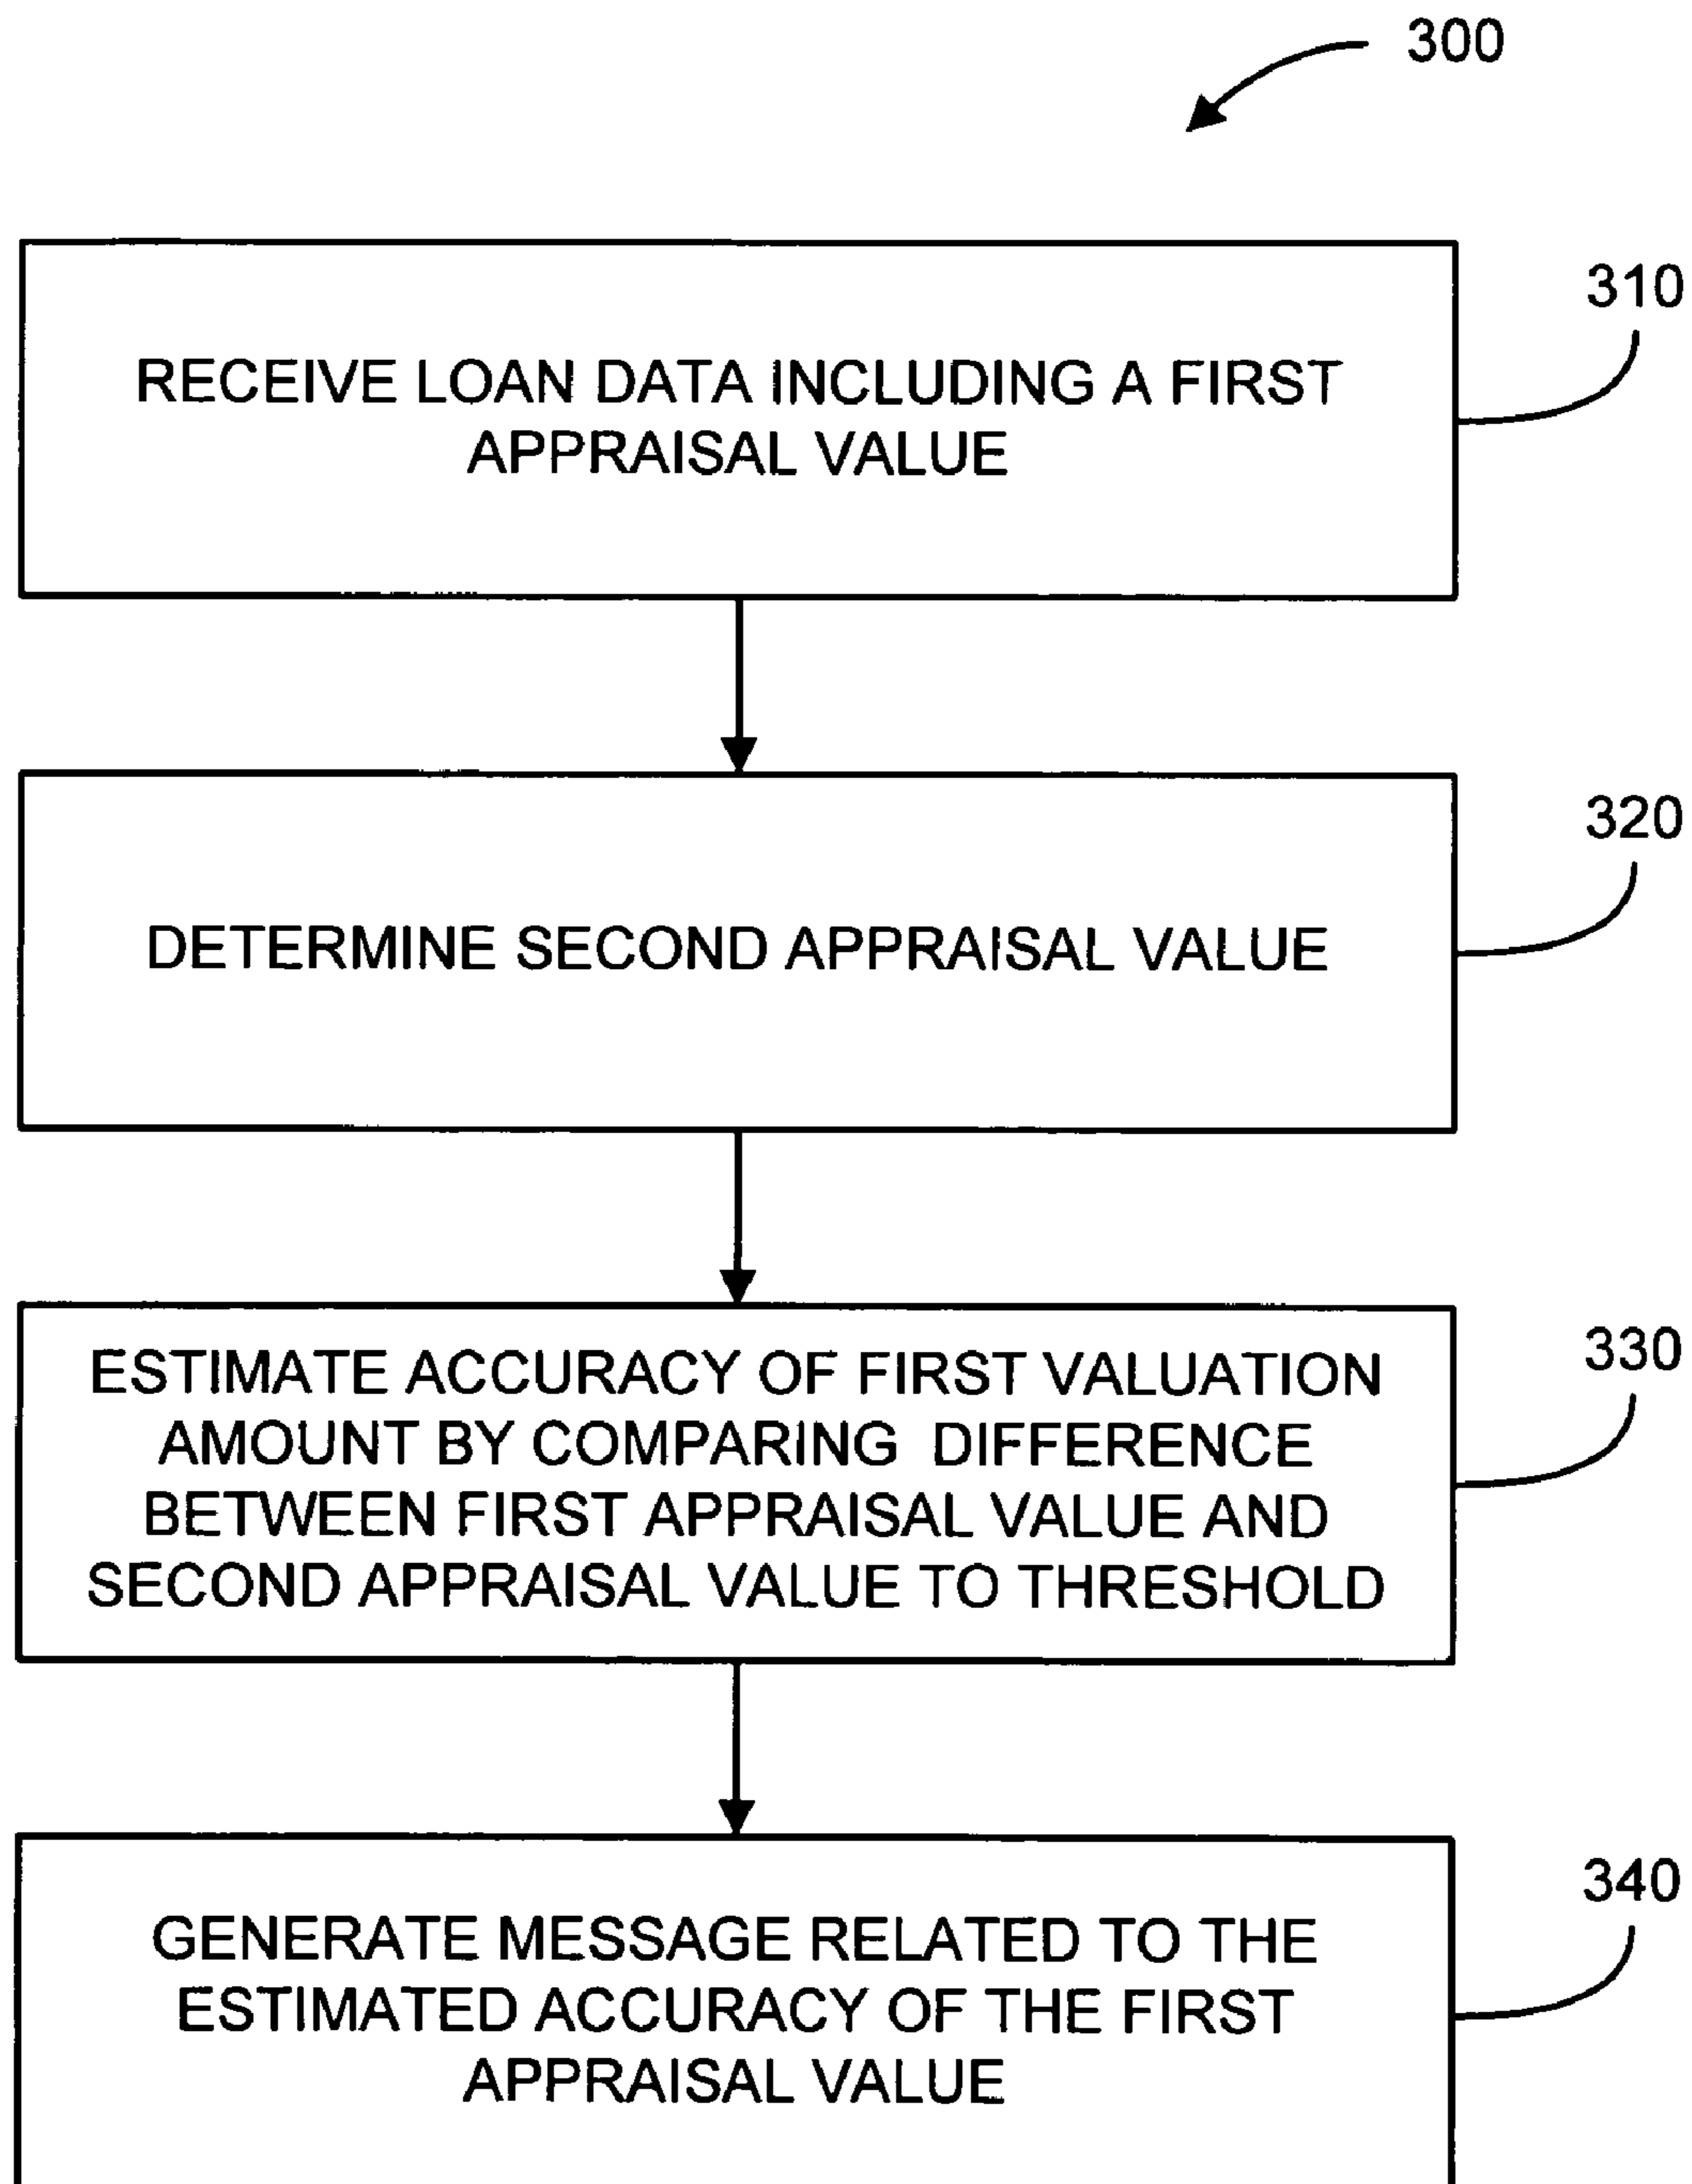 300
310
RECEIVE LOAN DATA INCLUDING A FIRST
APPRAISAL VALUE
320
DETERMINE SECOND APPRAISAL VALUE
330
ESTIMATE ACCURACY OF FIRST VALUATION
AMOUNT BY COMPARING DIFFERENCE
BETWEEN FIRST APPRAISAL VALUE AND
SECOND APPRAISAL VALUE TO THRESHOLD
340
GENERATE MESSAGE RELATED TO THE
ESTIMATED ACCURACY OF THE FIRST
APPRAISAL VALUE